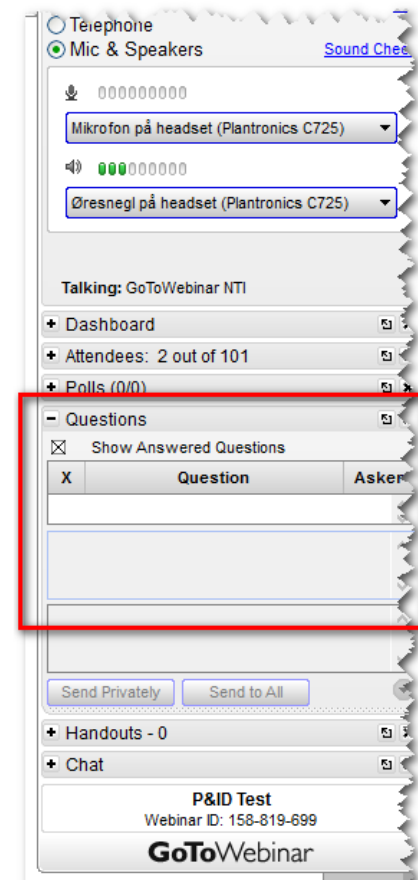 Telephone
Mic & Speakers
Sound Chec
000000000
Mikrofon på headset (Plantronics C725)
000000000
Øresnegl på headset (Plantronics C725)
Talking: GoToWebinar NTI
Dashboard
Attendees: 2 out of 101
Polls (0/0)
Questions
Show Answered Questions
X Question Asker
Send Privately Send to All
Handouts - 0
Chat
P&ID Test
Webinar ID: 158-819-699
GoToWebinar